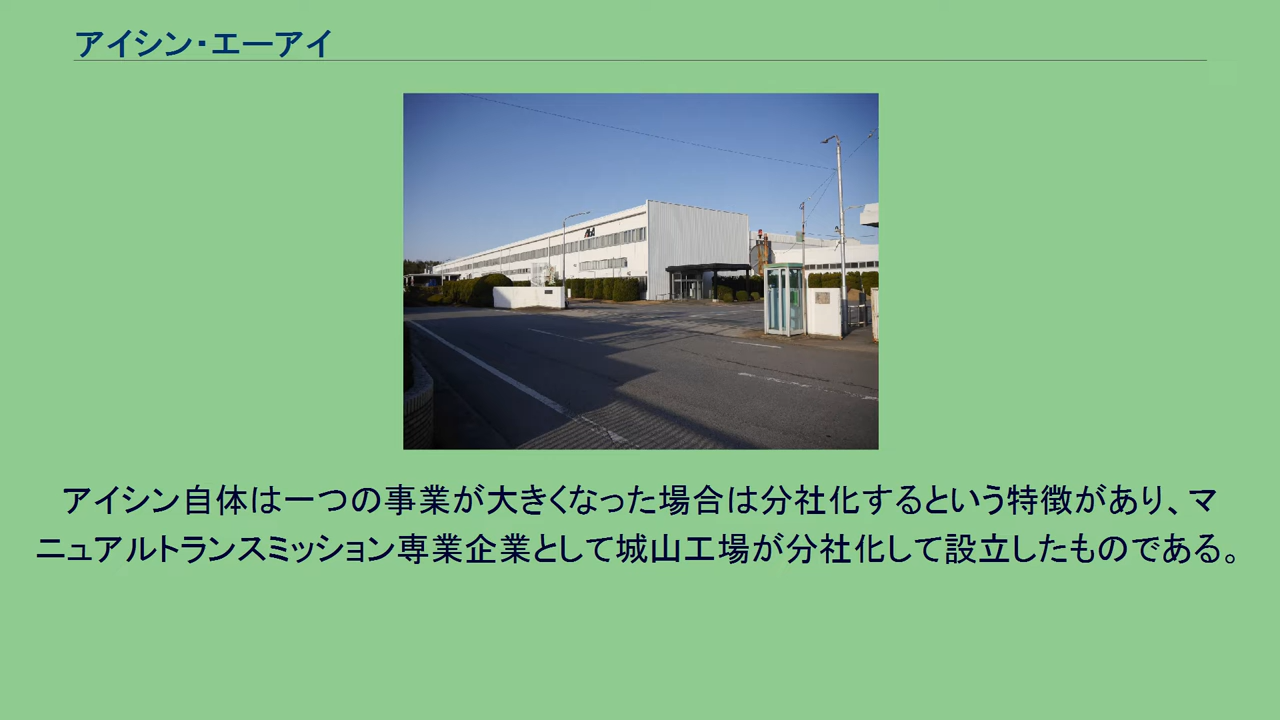 アイシン・エーアイ
アイシン自体は一つの事業が大きくなった場合は分社化するという特徴があり、マ
ニュアルトランスミッション専業企業として城山工場が分社化して設立したものである。